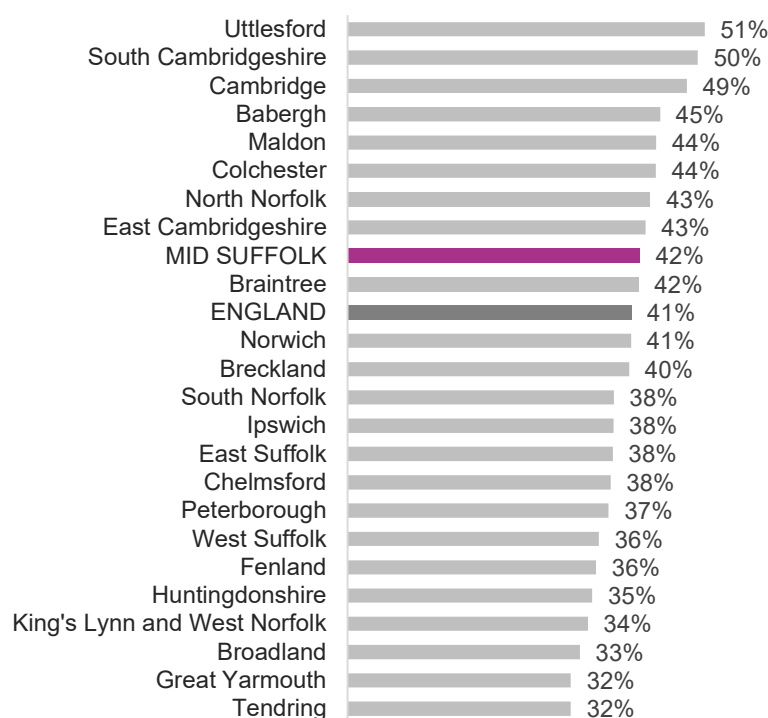 Uttlesford 51%
South Cambridgeshire 50%
Cambridge 49%
Babergh 45%
Maldon 44%
Colchester 44%
North Norfolk 43%
East Cambridgeshire 43%
MID SUFFOLK 42%
Braintree 42%
ENGLAND 41%
Norwich 41%
Breckland 40%
South Norfolk 38%
Ipswich 38%
East Suffolk 38%
Chelmsford 38%
Peterborough 37%
West Suffolk 36%
Fenland 36%
Huntingdonshire 35%
King's Lynn and West Norfolk 34%
Broadland 33%
Great Yarmouth 32%
Tendring 32%